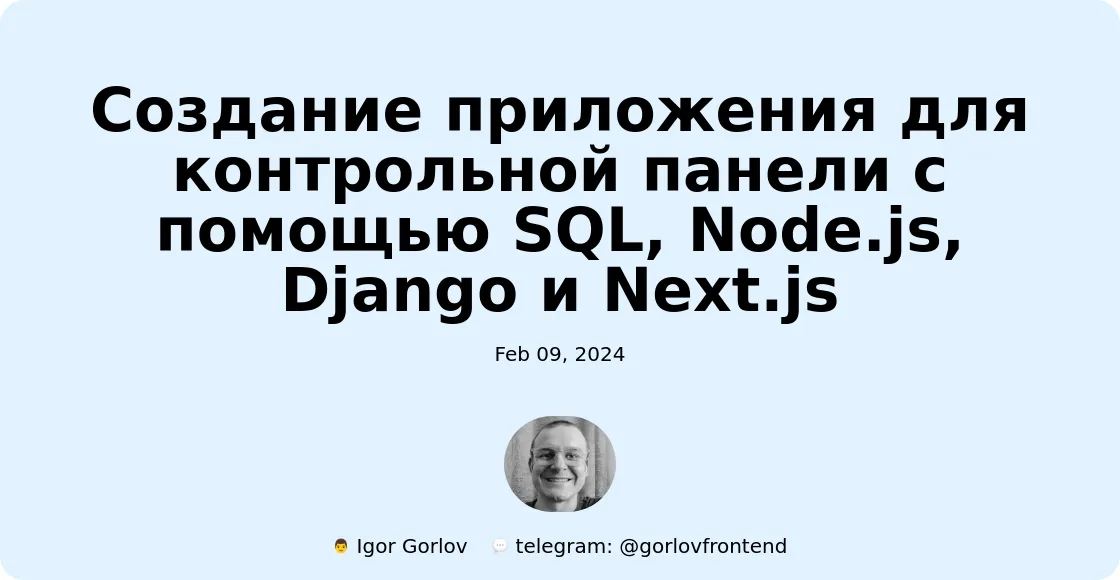 Создание приложения для
контрольной панели с
помощью SQL, Node.js,
Django и Next.js
Feb 09, 2024
Igor Gorlov telegram: @gorlovfrontend